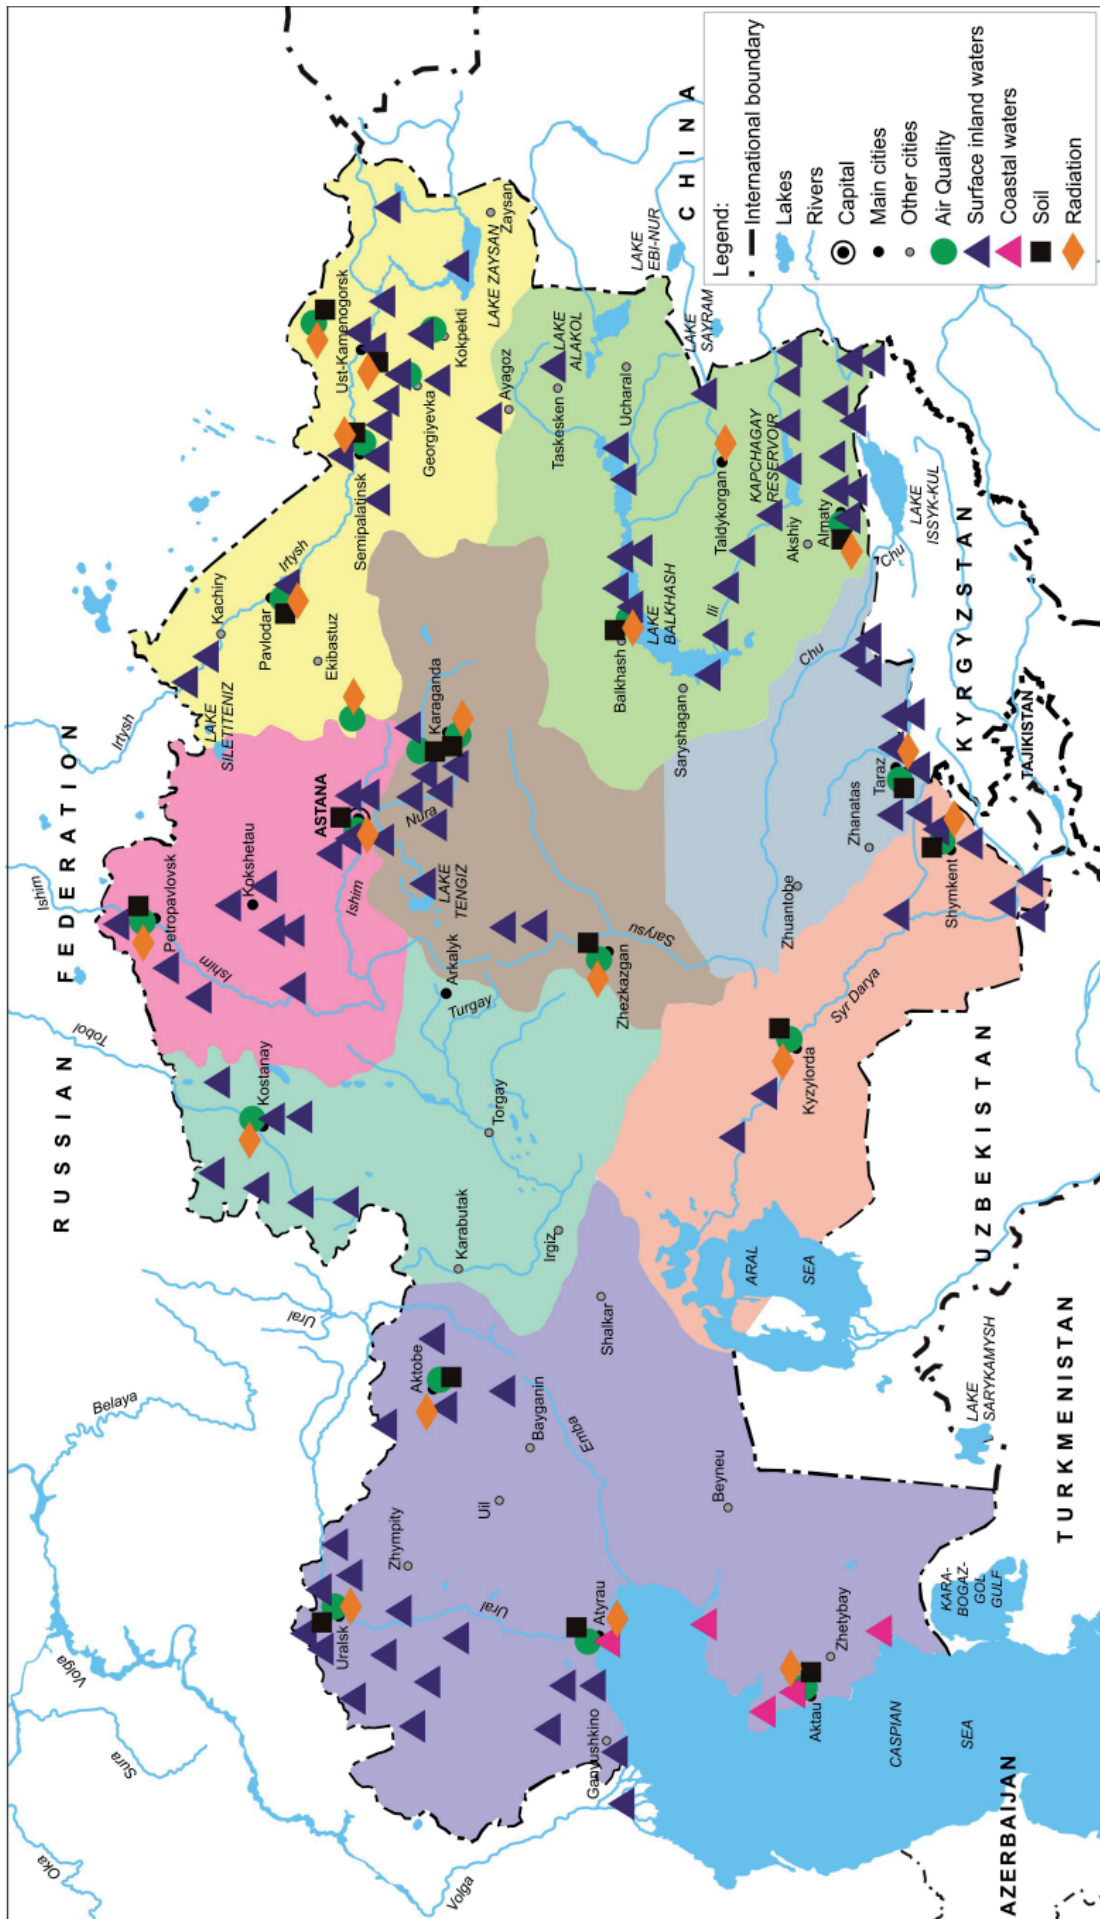 RUSSIAN FEDERATION
Oka
Sura
Volga
Volga
Belaya
Ural
Tobol
Ishim
Irtysh
Petropavlovsk
Ishim
Kokshetau
Kostanay
LAKE
SILETITENIZ
Kachiry
Pavlodar
Irtysh
Ekibastuz
ASTANA
Ishim
Nura
Karaganda
LAKE
TENGIZ
Arkalyk
Turgay
Torgay
Semipalatinsk
Ust-Kamenogorsk
Georgiyevka
Kokpekti
LAKE ZAYSAN
Zaysan
Ayagoz
Uralsk
Zhympity
Ural
Aktobe
Karabutak
Irgiz
Uil
Bayganin
Emba
Shalkar
Zhezkazgan
Sarysu
Taskesken
LAKE
ALAKOL
Ucharal
LAKE
EBI-NUR
LAKE
SAYRAM
CHINA
Balkhash
LAKE
BALKHASH
Saryshagan
Ili
Taldykorgan
KAPCHAGAY
RESERVOIR
Akshiy
Almaty
LAKE
ISSYK-KUL
Chu
Chu
Ganyushkino
Atyrau
Beyneu
Aktau
Zhetybay
CASPIAN
SEA
KARA-
BOGAZ-
GOL
GULF
ARAL
SEA
LAKE
SARYKAMYSH
Kyzylorda
Syr Darya
Zhuantobe
Zhanatas
Taraz
Shymkent
KYRGYZSTAN
TAJIKISTAN
UZBEKISTAN
TURKMENISTAN
AZERBAIJAN
Legend:
International boundary
Lakes
Rivers
Capital
Main cities
Other cities
Air Quality
Surface inland waters
Coastal waters
Soil
Radiation